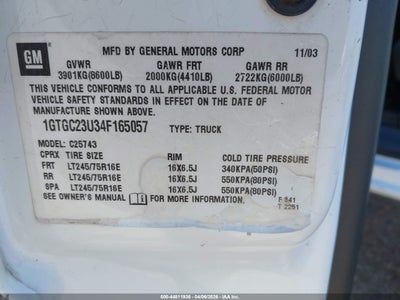 GM
MFD BY GENERAL MOTORS CORP 11/03
GVWR GAWR FRT GAWR RR
3901KG(8600LB) 2000KG(4410LB) 2722KG(6000LB)
THIS VEHICLE CONFORMS TO ALL APPLICABLE U.S. FEDERAL MOTOR
VEHICLE SAFETY STANDARDS IN EFFECT ON THE DATE OF
MANUFACTURE SHOWN ABOVE.
1GTGC23U34F165057 TYPE: TRUCK
MODEL: C25743
CPRX TIRE SIZE RIM COLD TIRE PRESSURE
FRT LT245/75R16E 16X6.5J 340KPA(50PSI)
RR LT245/75R16E 16X6.5J 550KPA(80PSI)
SPA LT245/75R16E 16X6.5J 550KPA(80PSI)
SEE OWNER'S MANUAL FOR ADDITIONAL INFORMATION.